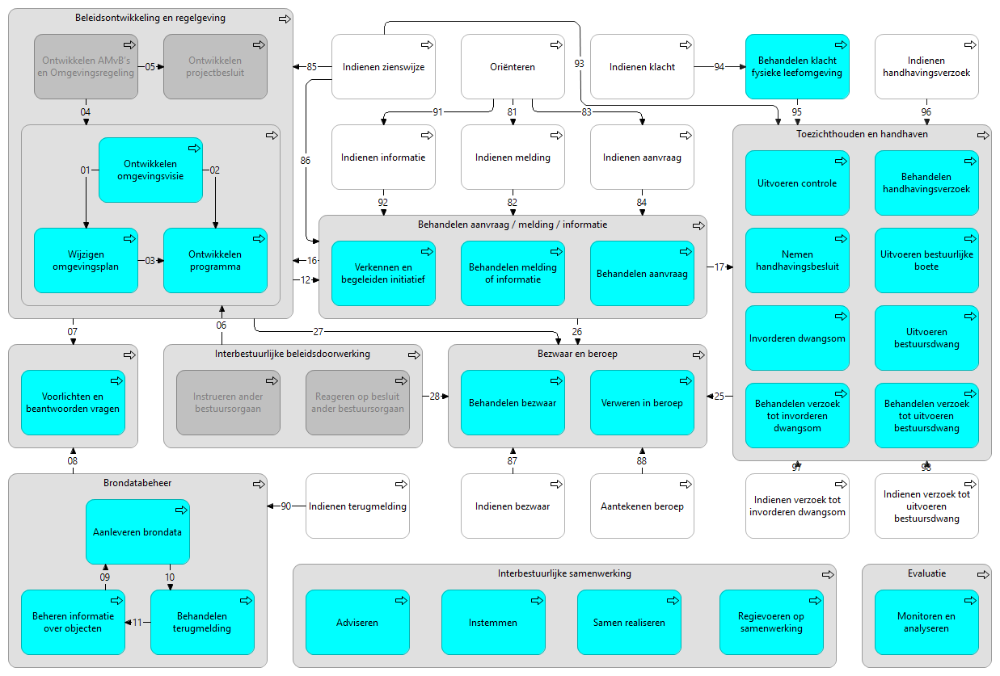 Beleidsontwikkeling en regelgeving
Ontwikkelen AMvB's
en Omgevingsregeling
05
Ontwikkelen
projectbesluit
04
Ontwikkelen
omgevingsvisie
01
02
Wijzigen
omgevingsplan
03
Ontwikkelen
programma
85
Indienen zienswijze
Oriënteren
93
Indienen klacht
94
Behandelen klacht
fysieke leefomgeving
Indienen
handhavingsverzoek
91
81
83
95
96
86
Indienen informatie
Indienen melding
Indienen aanvraag
92
82
84
Behandelen aanvraag / melding / informatie
Verkennen en
begeleiden initiatief
Behandelen melding
of informatie
Behandelen aanvraag
16
12
17
Toezichthouden en handhaven
Uitvoeren controle
Behandelen
handhavingsverzoek
Nemen
handhavingsbesluit
Uitvoeren bestuurlijke
boete
Invorderen dwangsom
Uitvoeren
bestuursdwang
Behandelen verzoek
tot invorderen
dwangsom
Behandelen verzoek
tot uitvoeren
bestuursdwang
07
06
27
26
Voorlichten en
beantwoorden vragen
Interbestuurlijke beleidsdoorwerking
Instrueren ander
bestuursorgaan
Reageren op besluit
ander bestuursorgaan
28
Bezwaar en beroep
Behandelen bezwaar
Verweren in beroep
25
08
87
88
97
98
Brondatabeheer
Aanleveren brondata
09
10
Beheren informatie
over objecten
11
Behandelen
terugmelding
90
Indienen terugmelding
Indienen bezwaar
Aantekenen beroep
Indienen verzoek tot
invorderen dwangsom
Indienen verzoek tot
uitvoeren
bestuursdwang
Interbestuurlijke samenwerking
Adviseren
Instemmen
Samen realiseren
Regievoeren op
samenwerking
Evaluatie
Monitoren en
analyseren